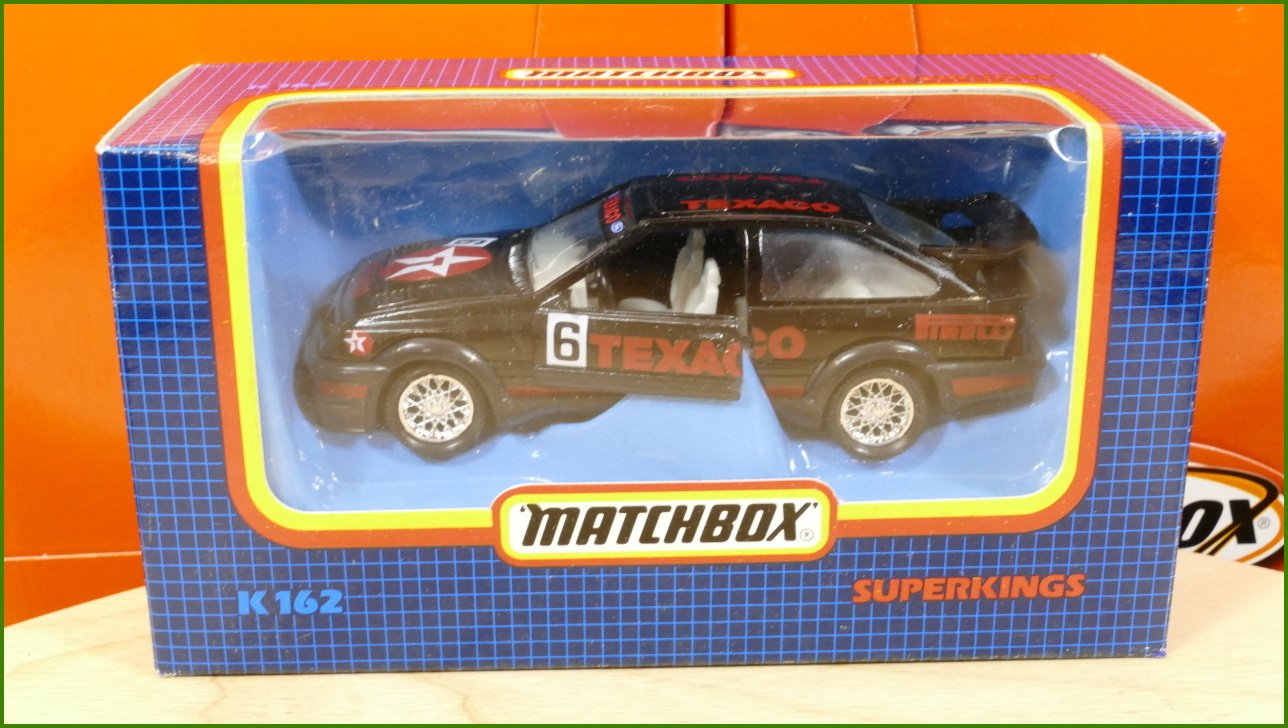 MATCHBOX
TEXACO
6
TEXACO
PIRELLI
'MATCHBOX'®
K 162
SUPERKINGS
OX®